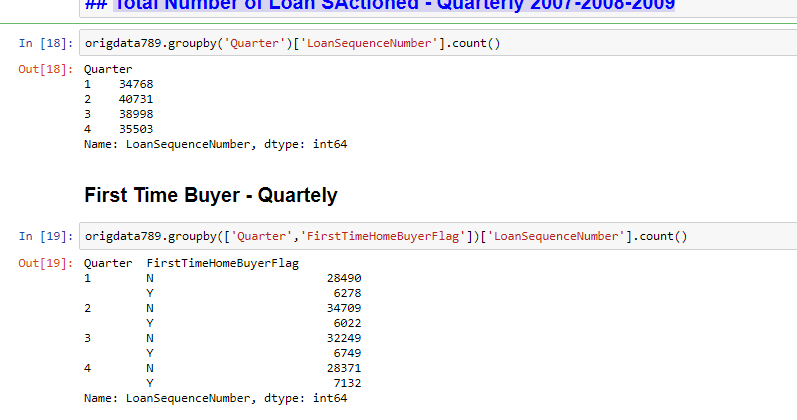 ## Total Number of Loan SActioned - Quarterly 2007-2008-2009
In [18]: origdata789.groupby('Quarter')['LoanSequenceNumber'].count()
Out[18]: Quarter
1 34768
2 40731
3 38998
4 35503
Name: LoanSequenceNumber, dtype: int64
First Time Buyer - Quartely
In [19]: origdata789.groupby(['Quarter','FirstTimeHomeBuyerFlag'])['LoanSequenceNumber'].count()
Out[19]: Quarter FirstTimeHomeBuyerFlag
1 N 28490
Y 6278
2 N 34709
Y 6022
3 N 32249
Y 6749
4 N 28371
Y 7132
Name: LoanSequenceNumber, dtype: int64